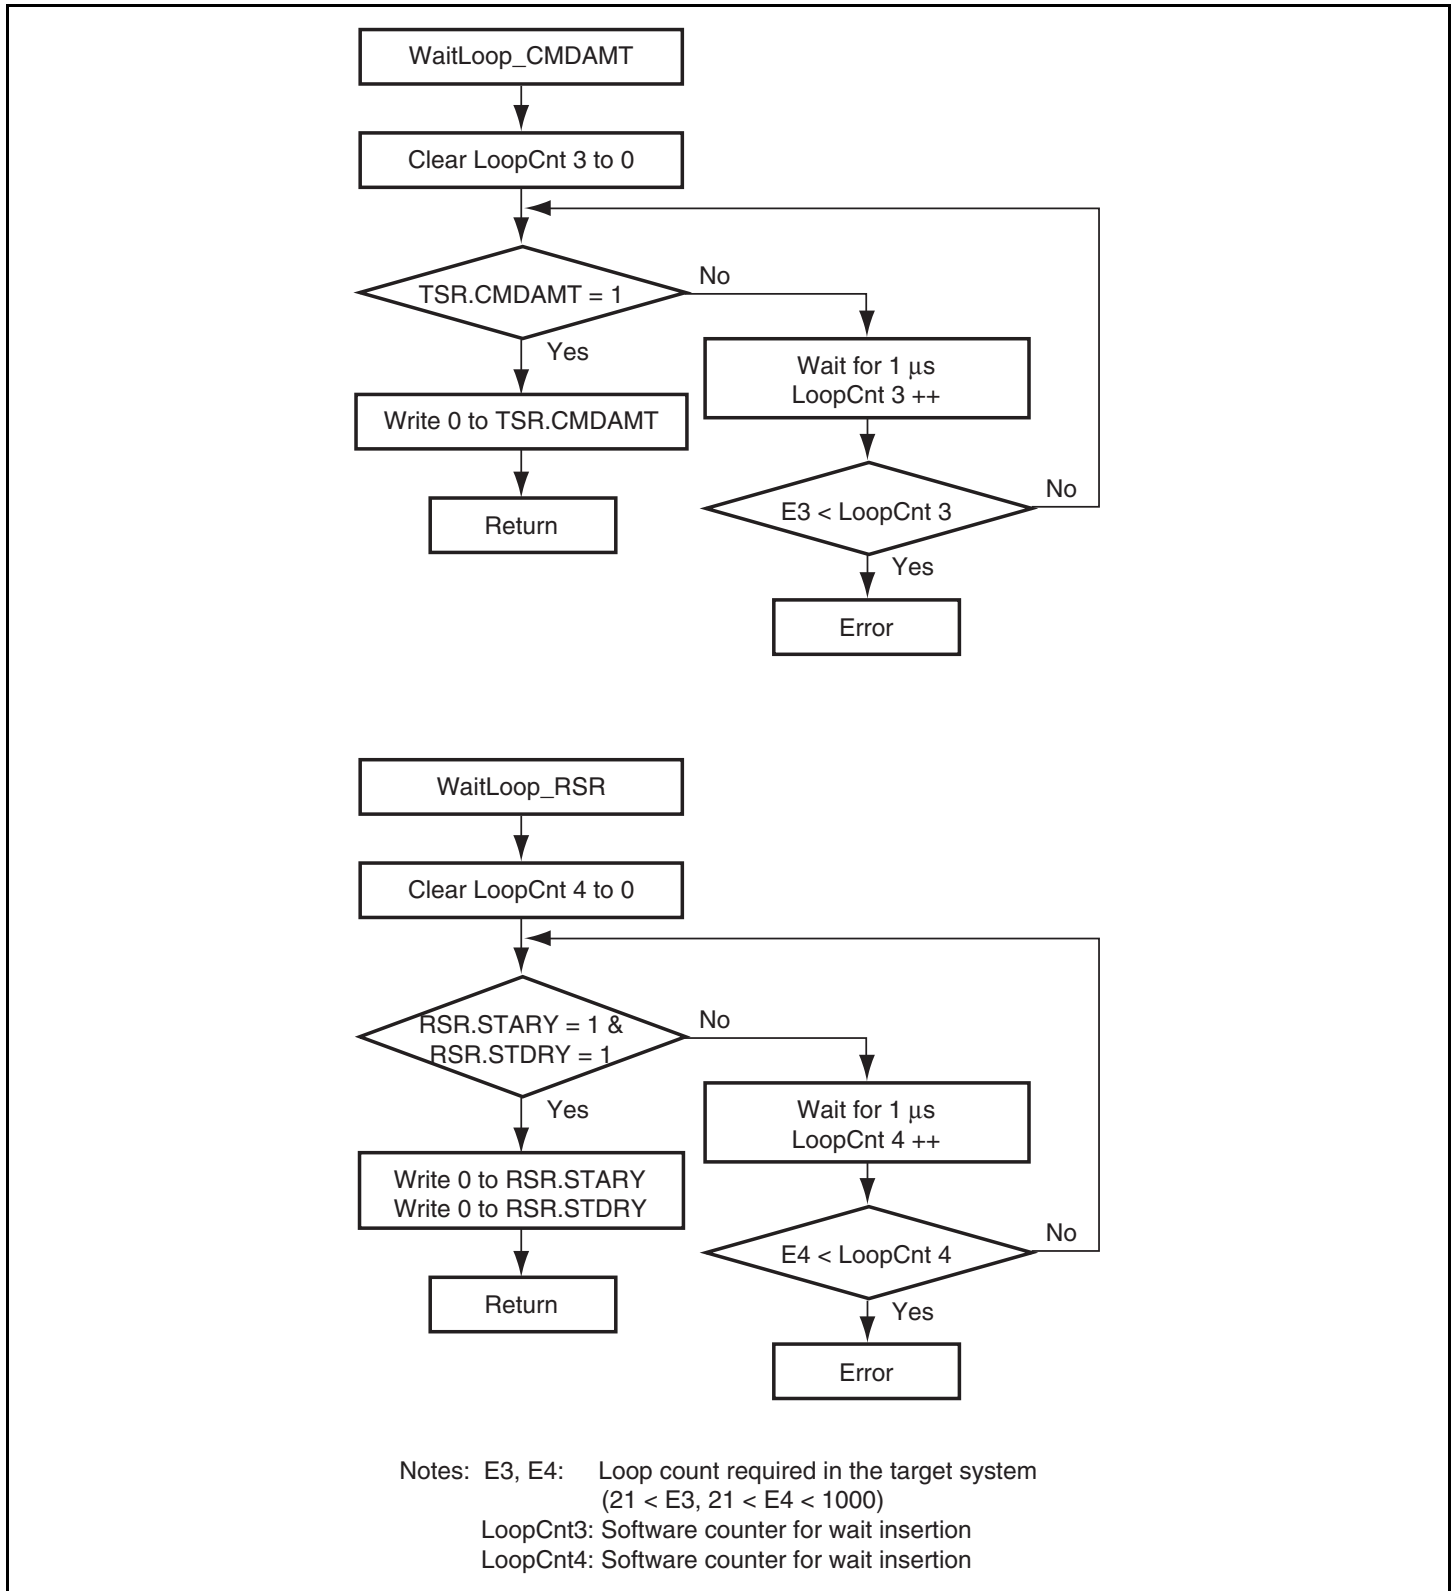 WaitLoop_CMDAMT
Clear LoopCnt 3 to 0
TSR.CMDAMT = 1
No
Yes
Wait for 1 μs
LoopCnt 3 ++
Write 0 to TSR.CMDAMT
E3 < LoopCnt 3
No
Return
Yes
Error
WaitLoop_RSR
Clear LoopCnt 4 to 0
RSR.STARY = 1 &
RSR.STDRY = 1
No
Yes
Wait for 1 μs
LoopCnt 4 ++
Write 0 to RSR.STARY
Write 0 to RSR.STDRY
E4 < LoopCnt 4
No
Return
Yes
Error
Notes: E3, E4: Loop count required in the target system
(21 < E3, 21 < E4 < 1000)
LoopCnt3: Software counter for wait insertion
LoopCnt4: Software counter for wait insertion